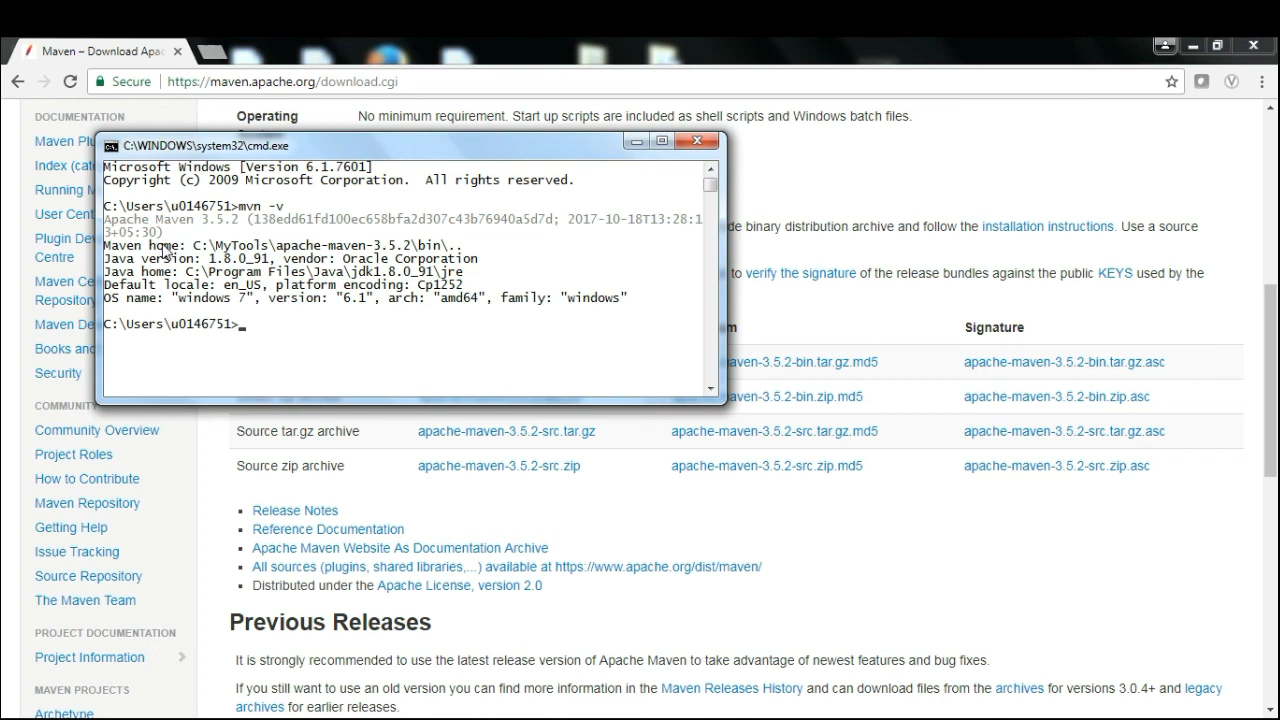 Maven – Download Apac
Secure
https://maven.apache.org/download.cgi
DOCUMENTATION
Maven Plu
Index (cate
Running M
User Cent
Plugin Dev
Centre
Maven Ce
Repository
Maven De
Books and
Security
COMMUNITY
Community Overview
Project Roles
How to Contribute
Maven Repository
Getting Help
Issue Tracking
Source Repository
The Maven Team
PROJECT DOCUMENTATION
Project Information
MAVEN PROJECTS
Archetype
Operating No minimum requirement. Start up scripts are included as shell scripts and Windows batch files.
C:\WINDOWS\system32\cmd.exe
Microsoft Windows [Version 6.1.7601]
Copyright (c) 2009 Microsoft Corporation.  All rights reserved.
C:\Users\u0146751>mvn -v
Apache Maven 3.5.2 (138edd61fd100ec658bfa2d307c43b76940a5d7d; 2017-10-18T13:28:1
3+05:30)
Maven home: C:\MyTools\apache-maven-3.5.2\bin\..
Java version: 1.8.0_91, vendor: Oracle Corporation
Java home: C:\Program Files\Java\jdk1.8.0_91\jre
Default locale: en_US, platform encoding: Cp1252
OS name: "windows 7", version: "6.1", arch: "amd64", family: "windows"
C:\Users\u0146751>_
de binary distribution archive and follow the installation instructions. Use a source
to verify the signature of the release bundles against the public KEYS used by the
m Signature
aven-3.5.2-bin.tar.gz.md5 apache-maven-3.5.2-bin.tar.gz.asc
aven-3.5.2-bin.zip.md5 apache-maven-3.5.2-bin.zip.asc
Source tar.gz archive apache-maven-3.5.2-src.tar.gz apache-maven-3.5.2-src.tar.gz.md5 apache-maven-3.5.2-src.tar.gz.asc
Source zip archive apache-maven-3.5.2-src.zip apache-maven-3.5.2-src.zip.md5 apache-maven-3.5.2-src.zip.asc
Release Notes
Reference Documentation
Apache Maven Website As Documentation Archive
All sources (plugins, shared libraries,...) available at https://www.apache.org/dist/maven/
Distributed under the Apache License, version 2.0
Previous Releases
It is strongly recommended to use the latest release version of Apache Maven to take advantage of newest features and bug fixes.
If you still want to use an old version you can find more information in the Maven Releases History and can download files from the archives for versions 3.0.4+ and legacy
archives for earlier releases.